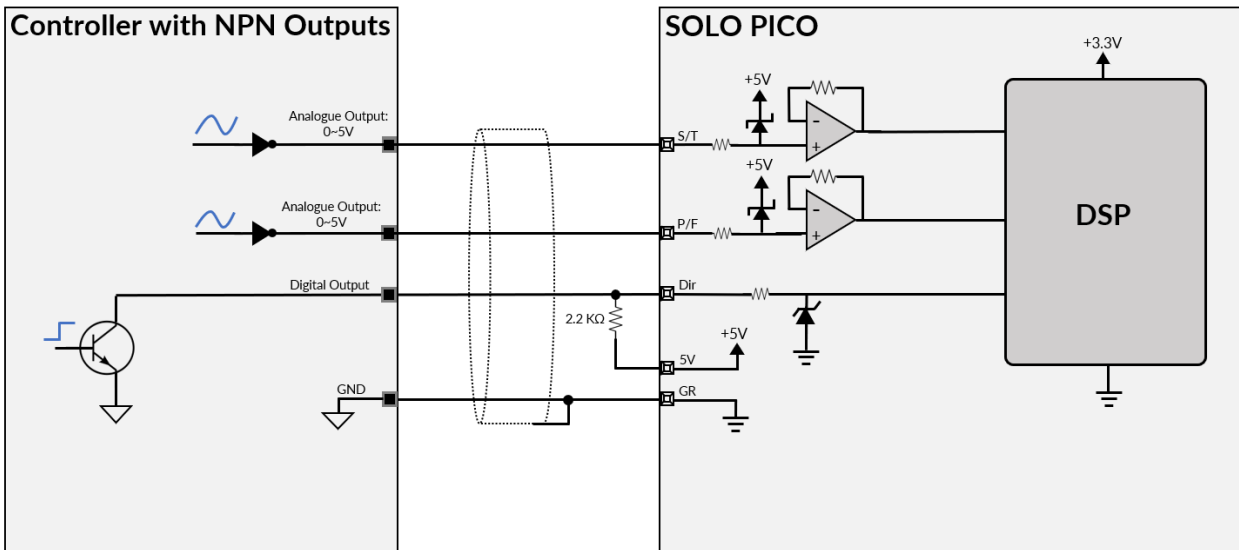 Controller with NPN Outputs
SOLO PICO
+3.3V
+5V
Analogue Output:
0~5V
S/T
-
+
+5V
Analogue Output:
0~5V
P/F
-
+
DSP
Digital Output
Dir
2.2 KΩ
+5V
5V
GND
GR